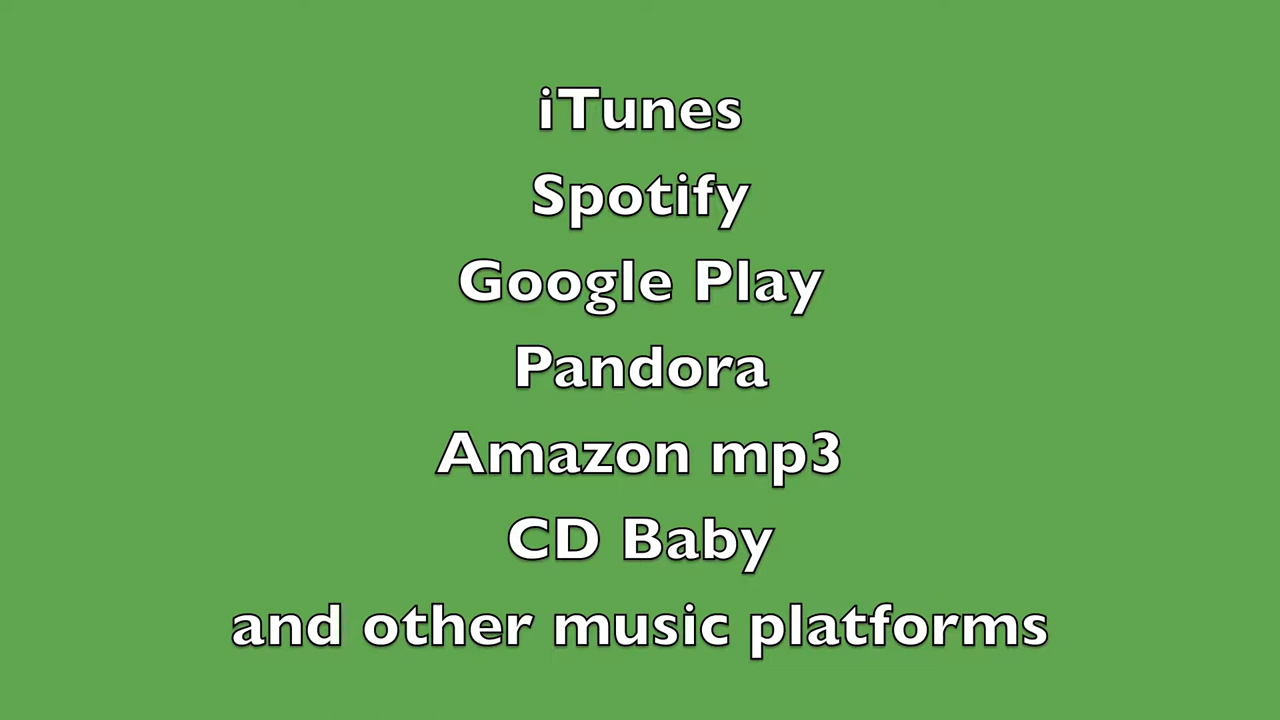 iTunes
Spotify
Google Play
Pandora
Amazon mp3
CD Baby
and other music platforms